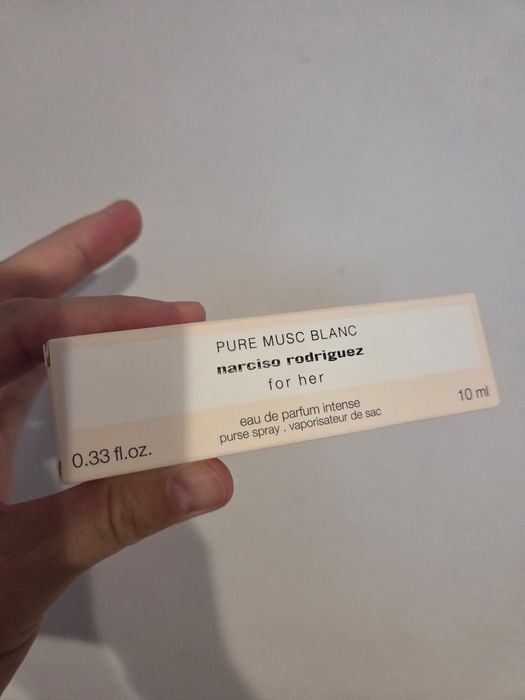 PURE MUSC BLANC
narciso rodriguez
for her
eau de parfum intense
purse spray . vaporisateur de sac
0.33 fl.oz.
10 ml